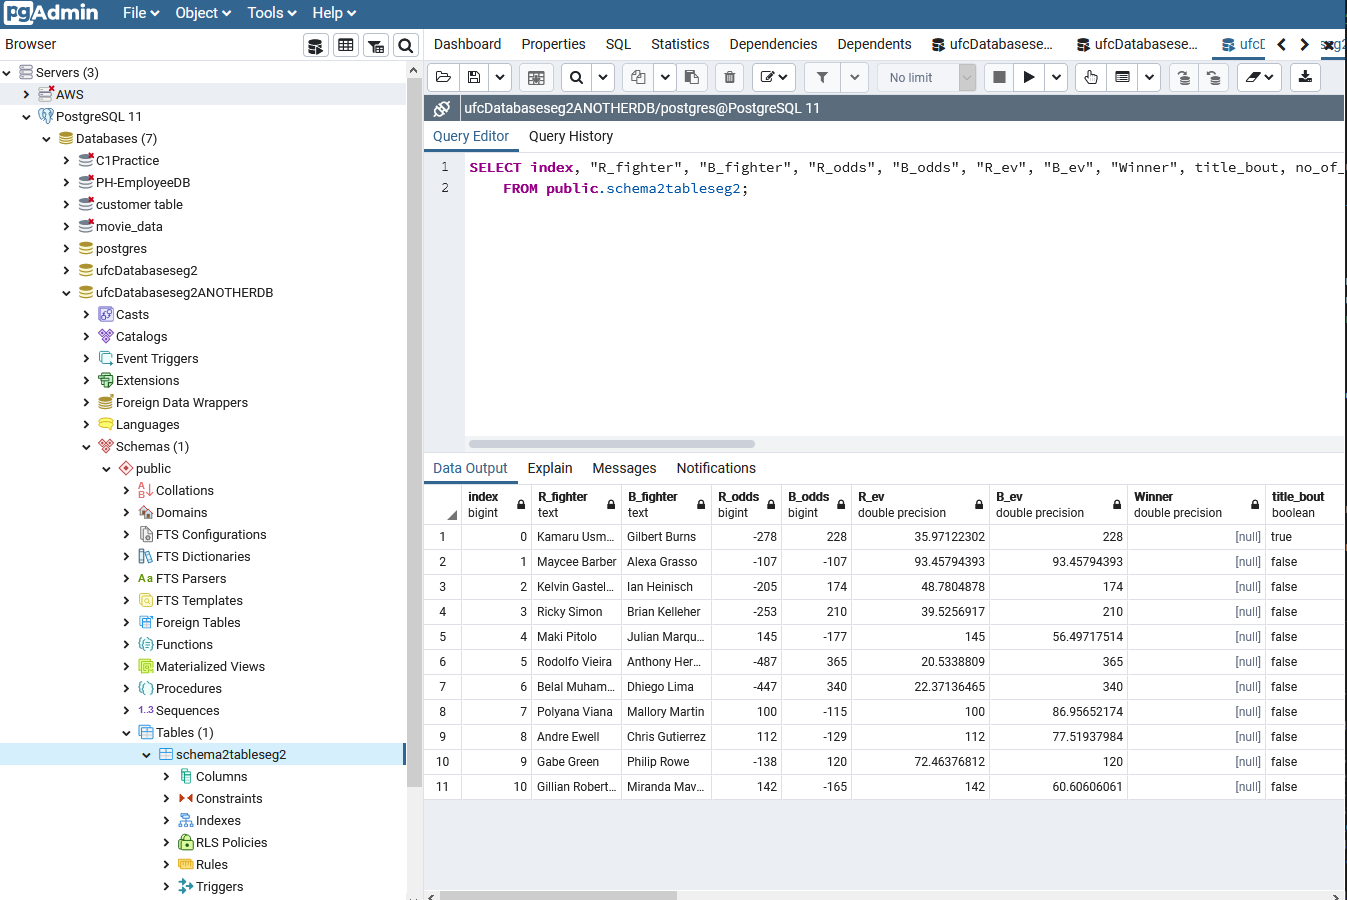 pgAdmin File Object Tools Help
Browser
Servers (3)
AWS
PostgreSQL 11
Databases (7)
C1Practice
PH-EmployeeDB
customer table
movie_data
postgres
ufcDatabaseseg2
ufcDatabaseseg2ANOTHERDB
Casts
Catalogs
Event Triggers
Extensions
Foreign Data Wrappers
Languages
Schemas (1)
public
Collations
Domains
FTS Configurations
FTS Dictionaries
FTS Parsers
FTS Templates
Foreign Tables
Functions
Materialized Views
Procedures
1..3 Sequences
Tables (1)
schema2tableseg2
Columns
Constraints
Indexes
RLS Policies
Rules
Triggers
Dashboard Properties SQL Statistics Dependencies Dependents ufcDatabasese... ufcDatabasese... ufcD
No limit
ufcDatabaseseg2ANOTHERDB/postgres@PostgreSQL 11
Query Editor Query History
1 SELECT index, "R_fighter", "B_fighter", "R_odds", "B_odds", "R_ev", "B_ev", "Winner", title_bout, no_of_
2 FROM public.schema2tableseg2;
Data Output Explain Messages Notifications
index R_fighter B_fighter R_odds B_odds R_ev B_ev Winner title_bout
bigint text text bigint bigint double precision double precision double precision boolean
1 0 Kamaru Usm... Gilbert Burns -278 228 35.97122302 228 [null] true
2 1 Maycee Barber Alexa Grasso -107 -107 93.45794393 93.45794393 [null] false
3 2 Kelvin Gastel... Ian Heinisch -205 174 48.7804878 174 [null] false
4 3 Ricky Simon Brian Kelleher -253 210 39.5256917 210 [null] false
5 4 Maki Pitolo Julian Marqu... 145 -177 145 56.49717514 [null] false
6 5 Rodolfo Vieira Anthony Her... -487 365 20.5338809 365 [null] false
7 6 Belal Muham... Dhiego Lima -447 340 22.37136465 340 [null] false
8 7 Polyana Viana Mallory Martin 100 -115 100 86.95652174 [null] false
9 8 Andre Ewell Chris Gutierrez 112 -129 112 77.51937984 [null] false
10 9 Gabe Green Philip Rowe -138 120 72.46376812 120 [null] false
11 10 Gillian Robert... Miranda Mav... 142 -165 142 60.60606061 [null] false